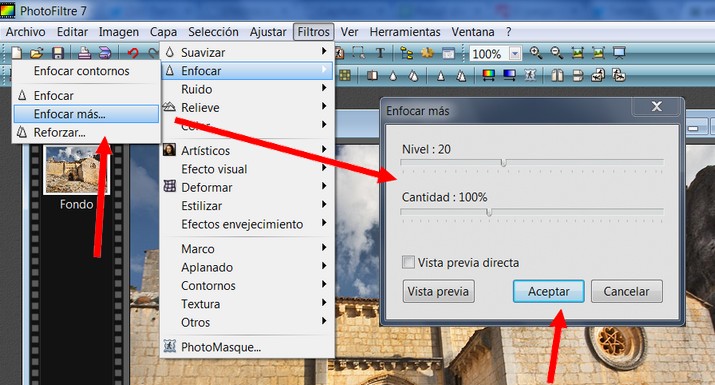 PhotoFiltre 7
Archivo Editar Imagen Capa Selección Ajustar Filtros Ver Herramientas Ventana ?
100%
Suavizar
Enfocar
Ruido
Relieve
Color
Artísticos
Efecto visual
Deformar
Estilizar
Efectos envejecimiento
Marco
Aplanado
Contornos
Textura
Otros
PhotoMasque...
Enfocar contornos
Enfocar
Enfocar más...
Reforzar...
Fondo
Enfocar más
Nivel : 20
Cantidad : 100%
Vista previa directa
Vista previa Aceptar Cancelar